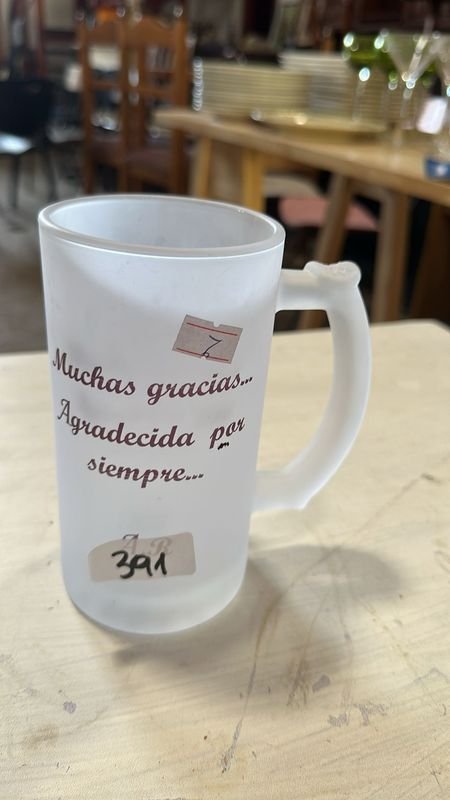 7
Muchas gracias...
Agradecida por
siempre...
A R
391